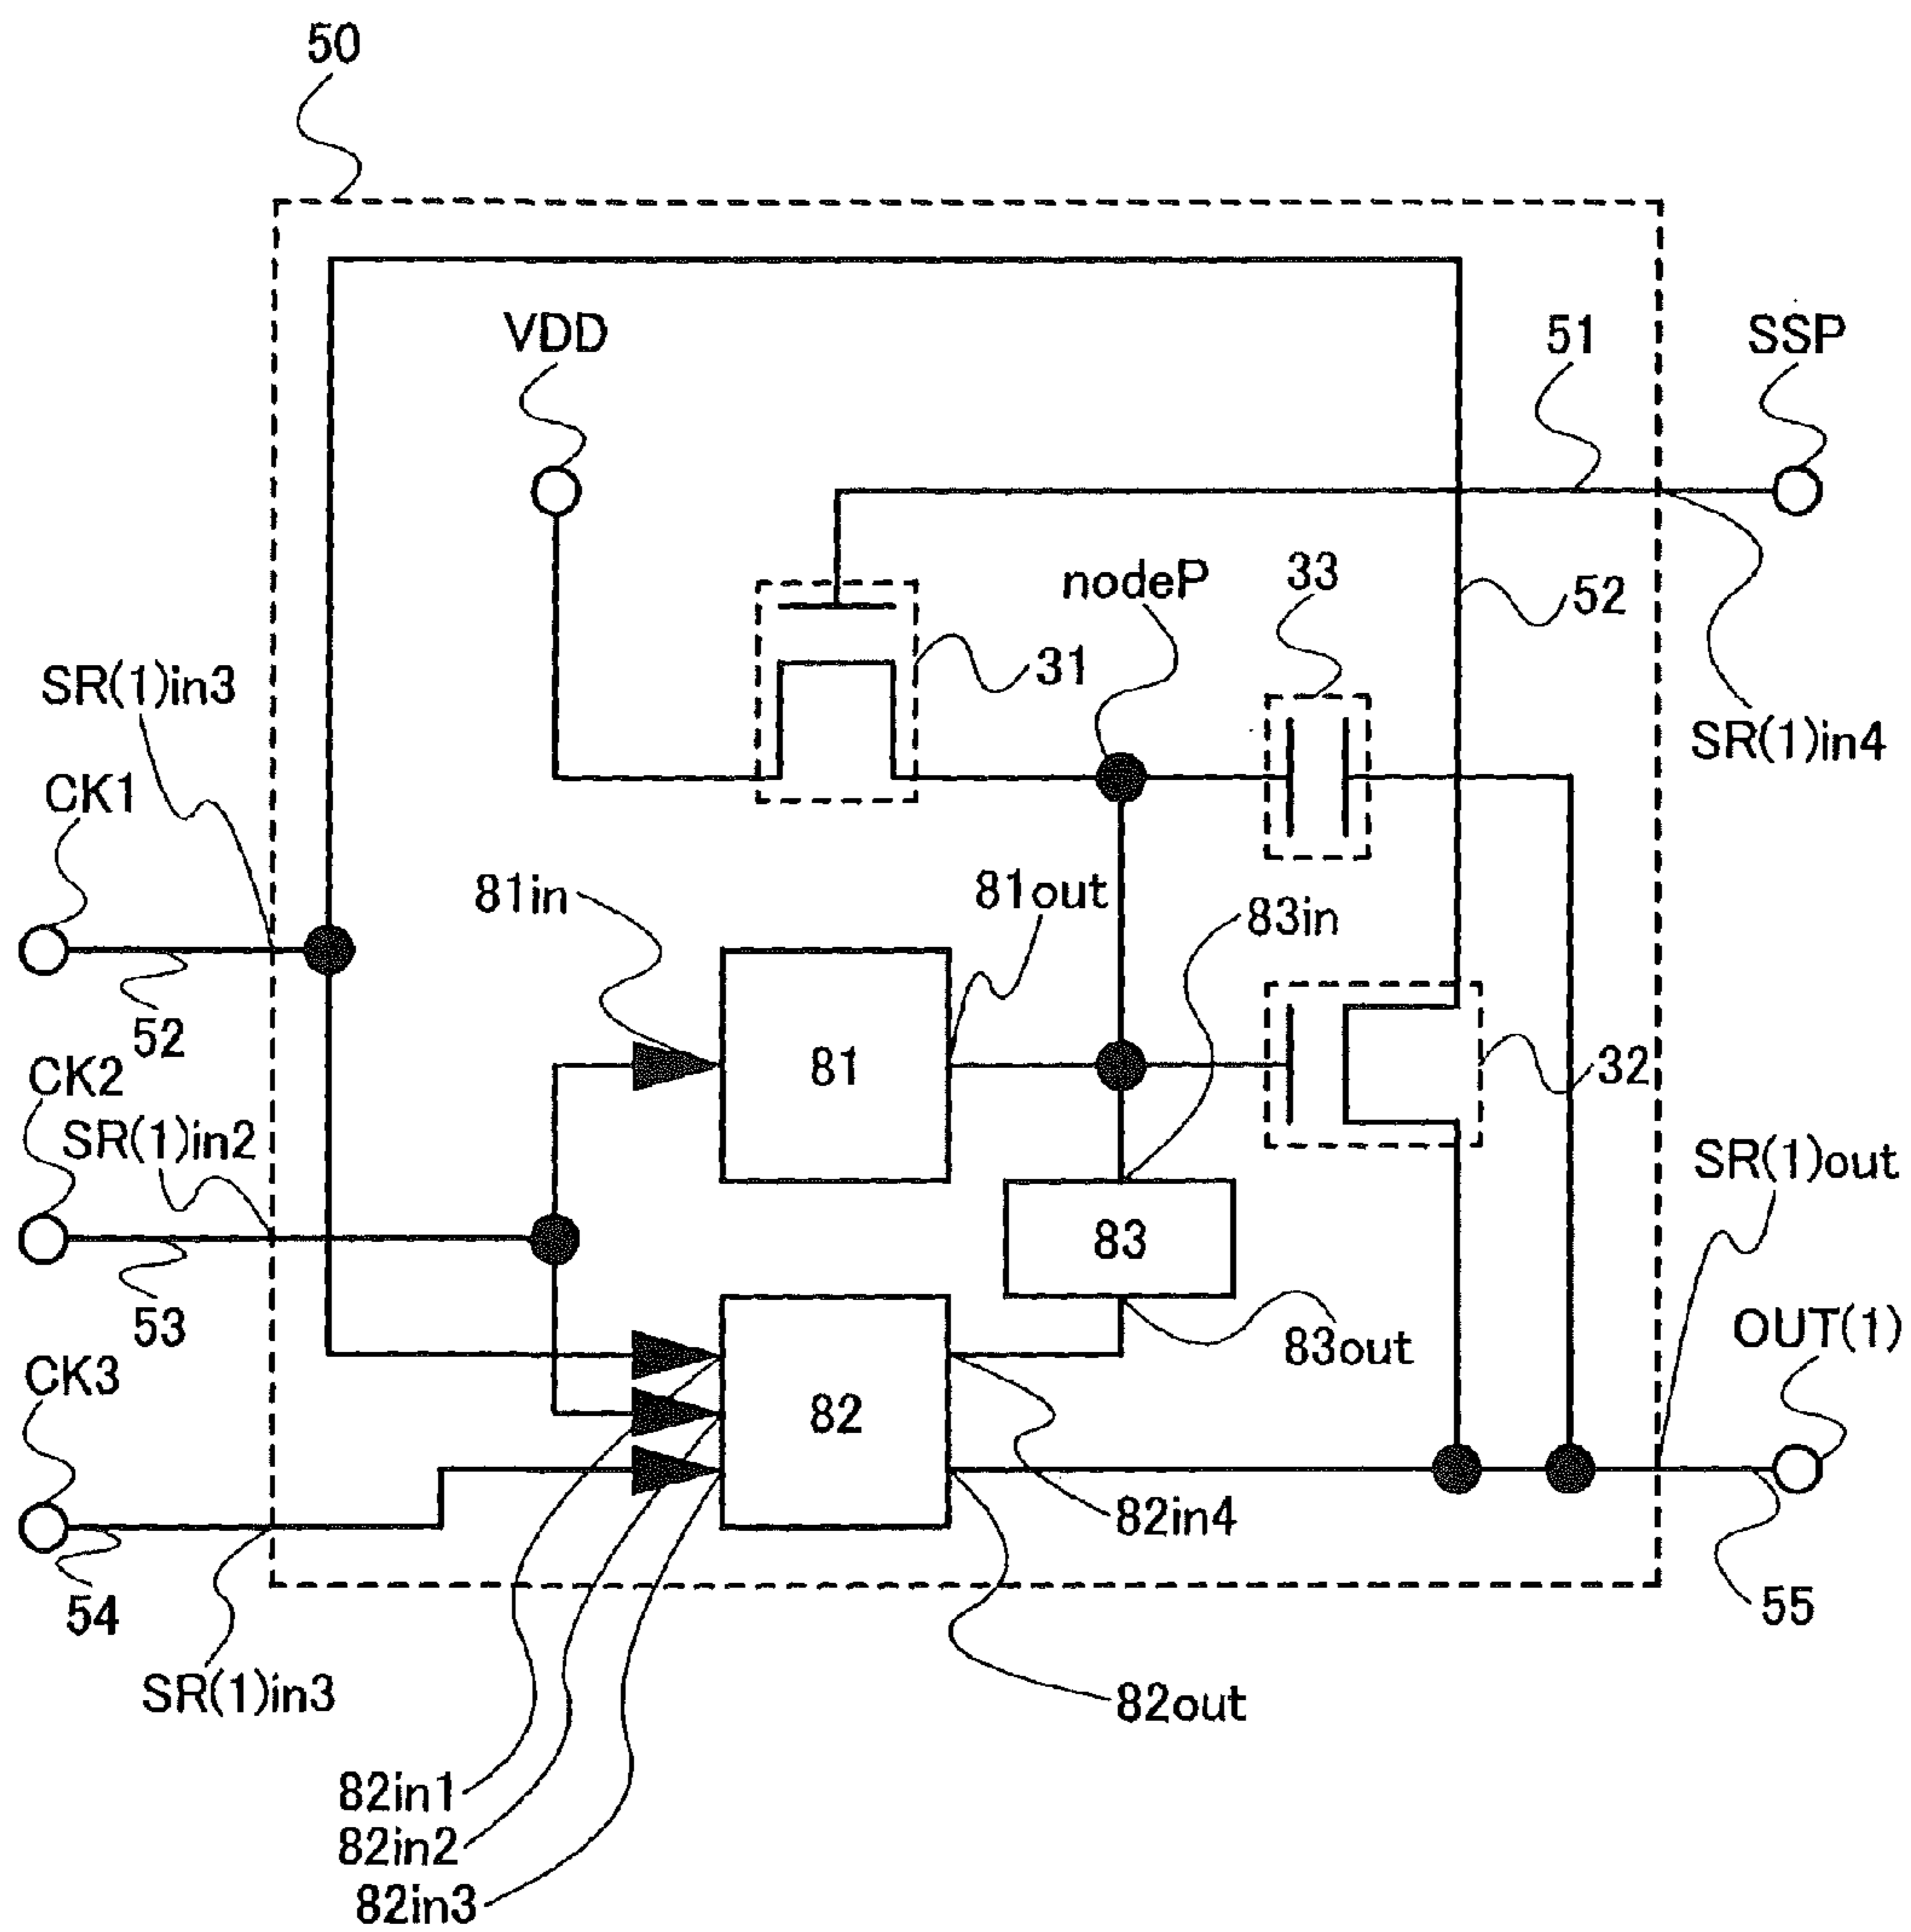 50
VDD
51
SSP
nodeP
33
52
SR(1)in3
31
SR(1)in4
CK1
81in
81out
83in
52
81
32
CK2
SR(1)in2
SR(1)out
83
53
83out
OUT(1)
CK3
82
82in4
54
55
SR(1)in3
82out
82in1
82in2
82in3